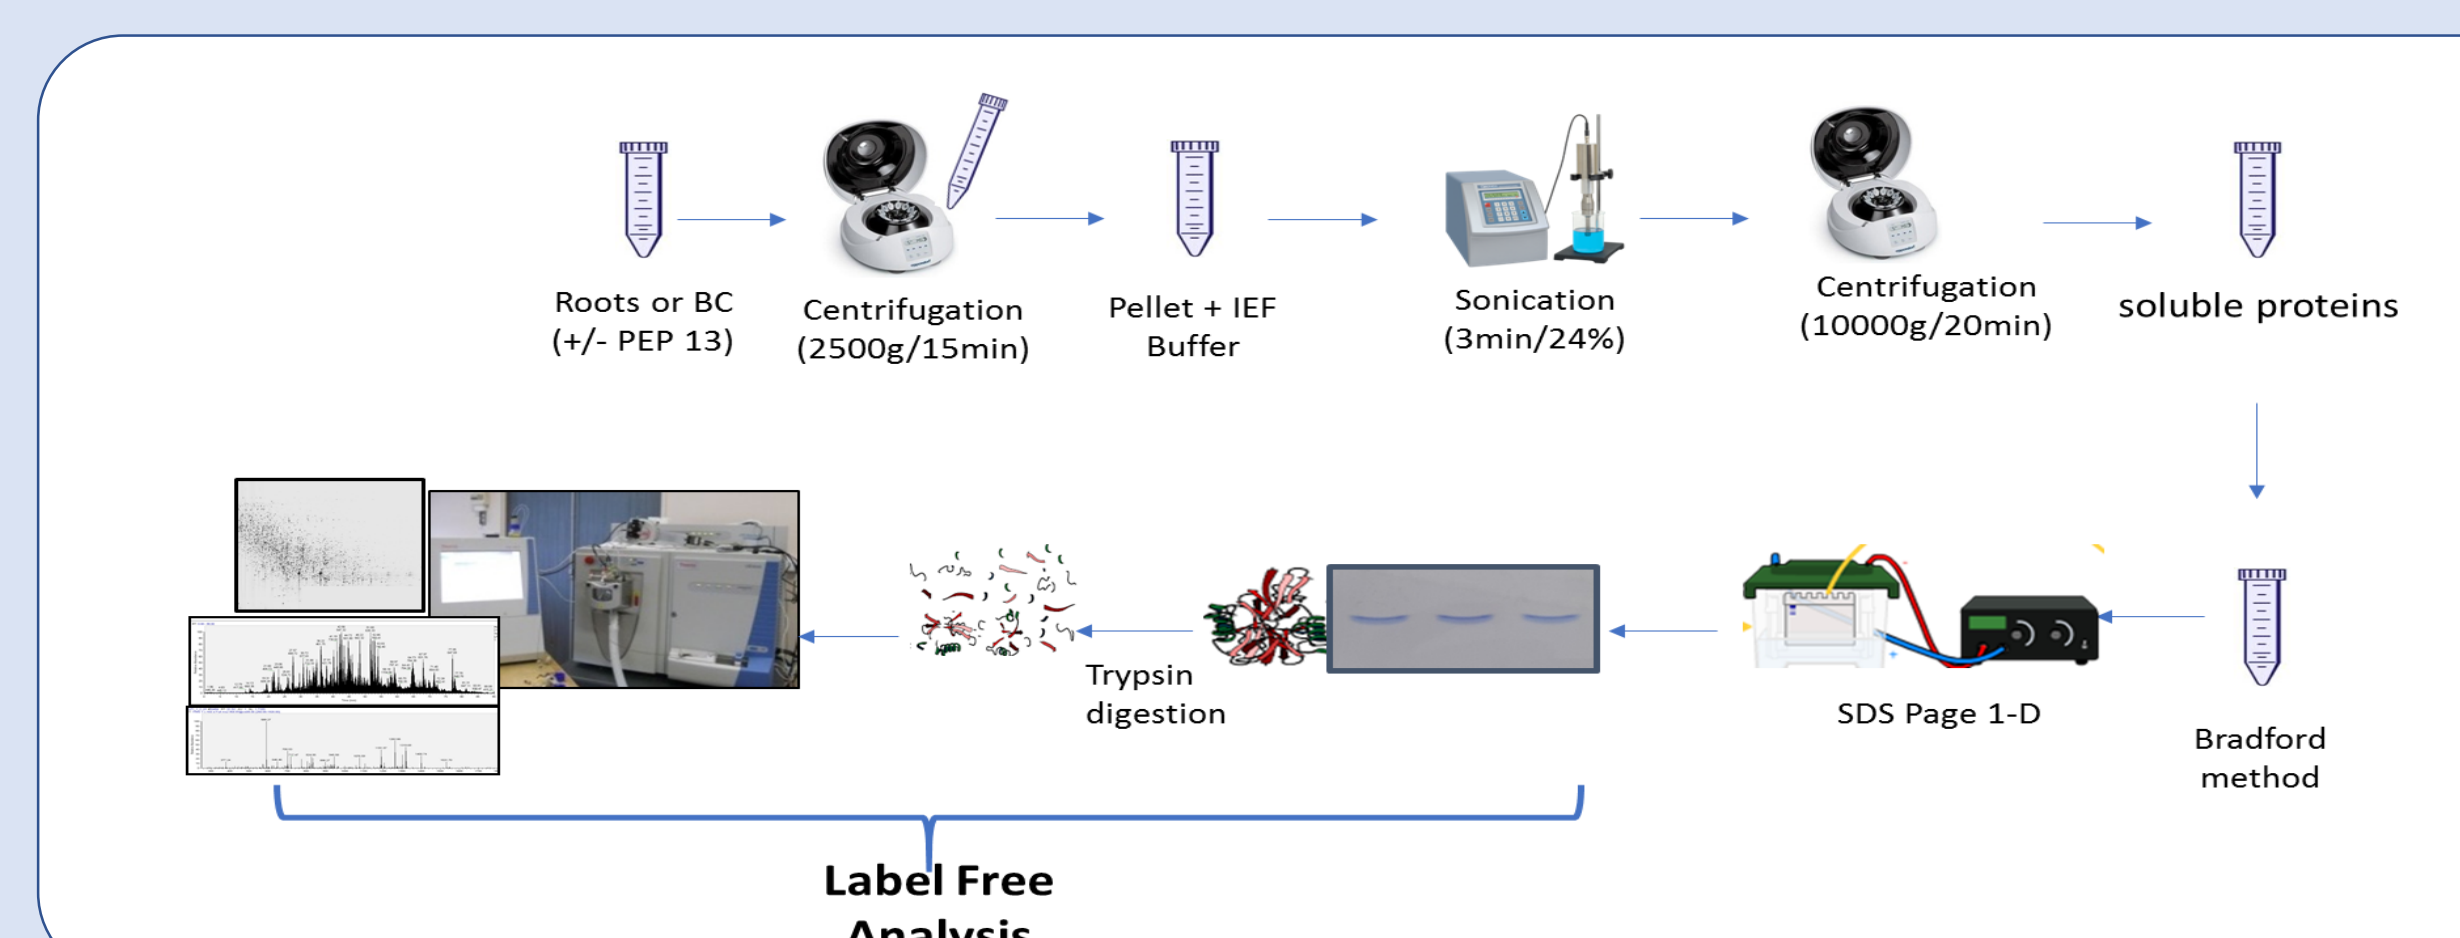 Roots or BC
(+/- PEP 13)
Centrifugation
(2500g/15min)
Pellet + IEF
Buffer
Sonication
(3min/24%)
Centrifugation
(10000g/20min)
soluble proteins
Trypsin
digestion
SDS Page 1-D
Bradford
method
Label Free
Analysis